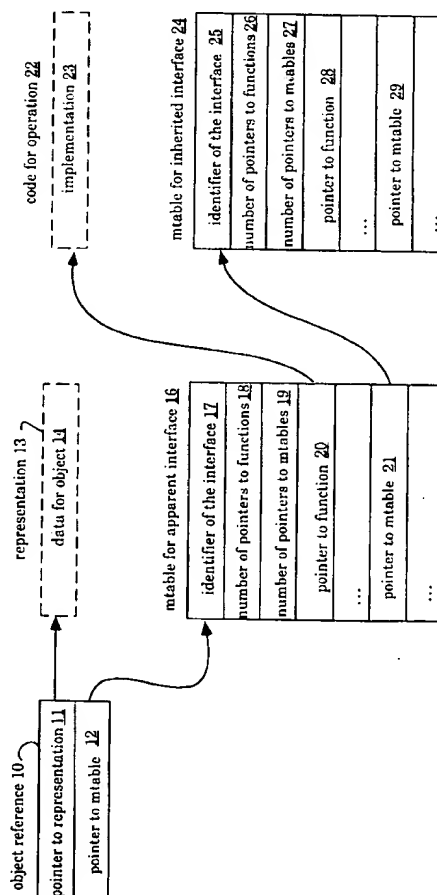 object reference 10
pointer to representation 11
pointer to mtable 12
representation 13
data for object 14
mtable for apparent interface 16
identifier of the interface 17
number of pointers to functions 18
number of pointers to mtables 19
pointer to function 20
...
pointer to mtable 21
...
code for operation 22
implementation 23
mtable for inherited interface 24
identifier of the interface 25
number of pointers to functions 26
number of pointers to mtables 27
pointer to function 28
...
pointer to mtable 29
...